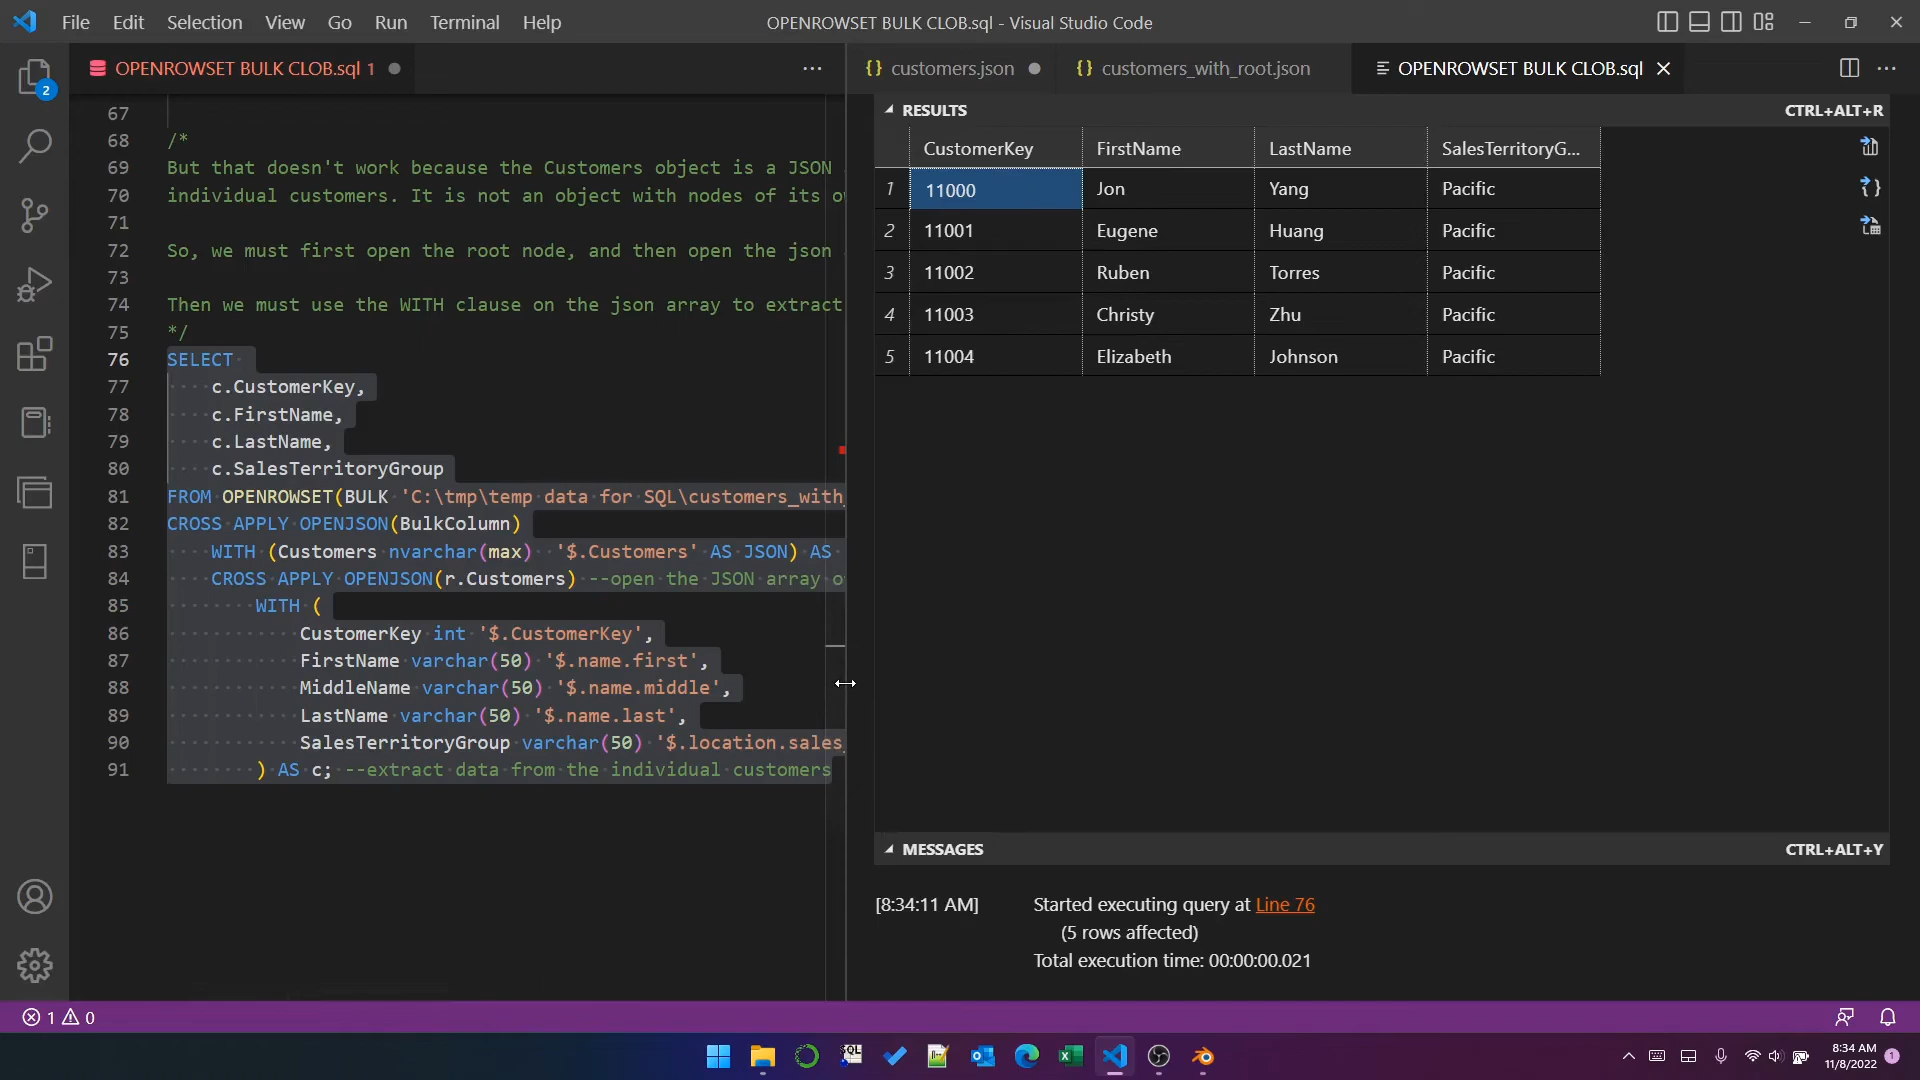 File Edit Selection View Go Run Terminal Help
OPENROWSET BULK CLOB.sql - Visual Studio Code
2
OPENROWSET BULK CLOB.sql 1
67
68 /*
69 But that doesn't work because the Customers object is a JSON
70 individual customers. It is not an object with nodes of its
71
72 So, we must first open the root node, and then open the json
73
74 Then we must use the WITH clause on the json array to extract
75 */
76 SELECT
77 c.CustomerKey,
78 c.FirstName,
79 c.LastName,
80 c.SalesTerritoryGroup
81 FROM OPENROWSET(BULK 'C:\tmp\temp data for SQL\customers_with_
82 CROSS APPLY OPENJSON(BulkColumn)
83 WITH (Customers nvarchar(max) '$.Customers' AS JSON) AS
84 CROSS APPLY OPENJSON(r.Customers) --open the JSON array
85 WITH (
86 CustomerKey int '$.CustomerKey',
87 FirstName varchar(50) '$.name.first',
88 MiddleName varchar(50) '$.name.middle',
89 LastName varchar(50) '$.name.last',
90 SalesTerritoryGroup varchar(50) '$.location.sales_
91 ) AS c; --extract data from the individual customers
customers.json
customers_with_root.json
OPENROWSET BULK CLOB.sql
RESULTS CTRL+ALT+R
CustomerKey FirstName LastName SalesTerritoryG...
1 11000 Jon Yang Pacific
2 11001 Eugene Huang Pacific
3 11002 Ruben Torres Pacific
4 11003 Christy Zhu Pacific
5 11004 Elizabeth Johnson Pacific
MESSAGES CTRL+ALT+Y
[8:34:11 AM] Started executing query at Line 76
(5 rows affected)
Total execution time: 00:00:00.021
1 0
SQL
8:34 AM
11/8/2022
1